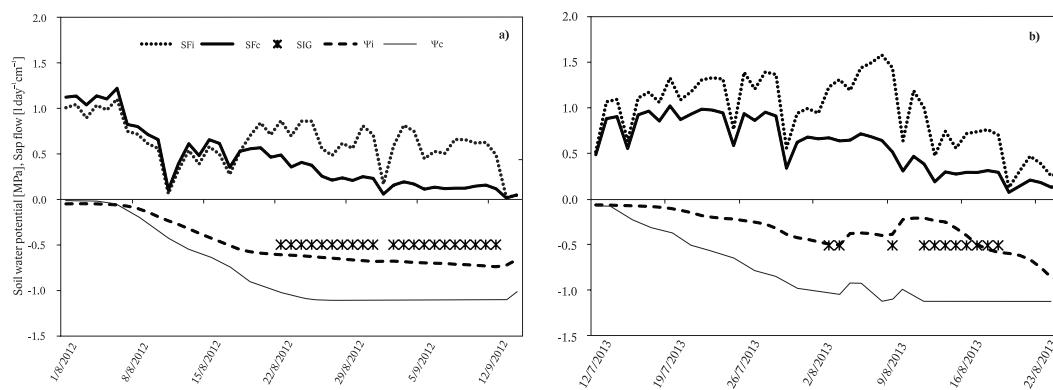 2.0
1.5
1.0
0.5
0.0
-0.5
-1.0
-1.5
Soil water potential [MPa], Sap flow [l day⁻¹ cm⁻¹]
a)
SFi SFc SIG Ψi Ψc
1/8/2012 8/8/2012 15/8/2012 22/8/2012 29/8/2012 5/9/2012 12/9/2012
2.0
1.5
1.0
0.5
0.0
-0.5
-1.0
-1.5
b)
12/7/2013 19/7/2013 26/7/2013 2/8/2013 9/8/2013 16/8/2013 23/8/2013